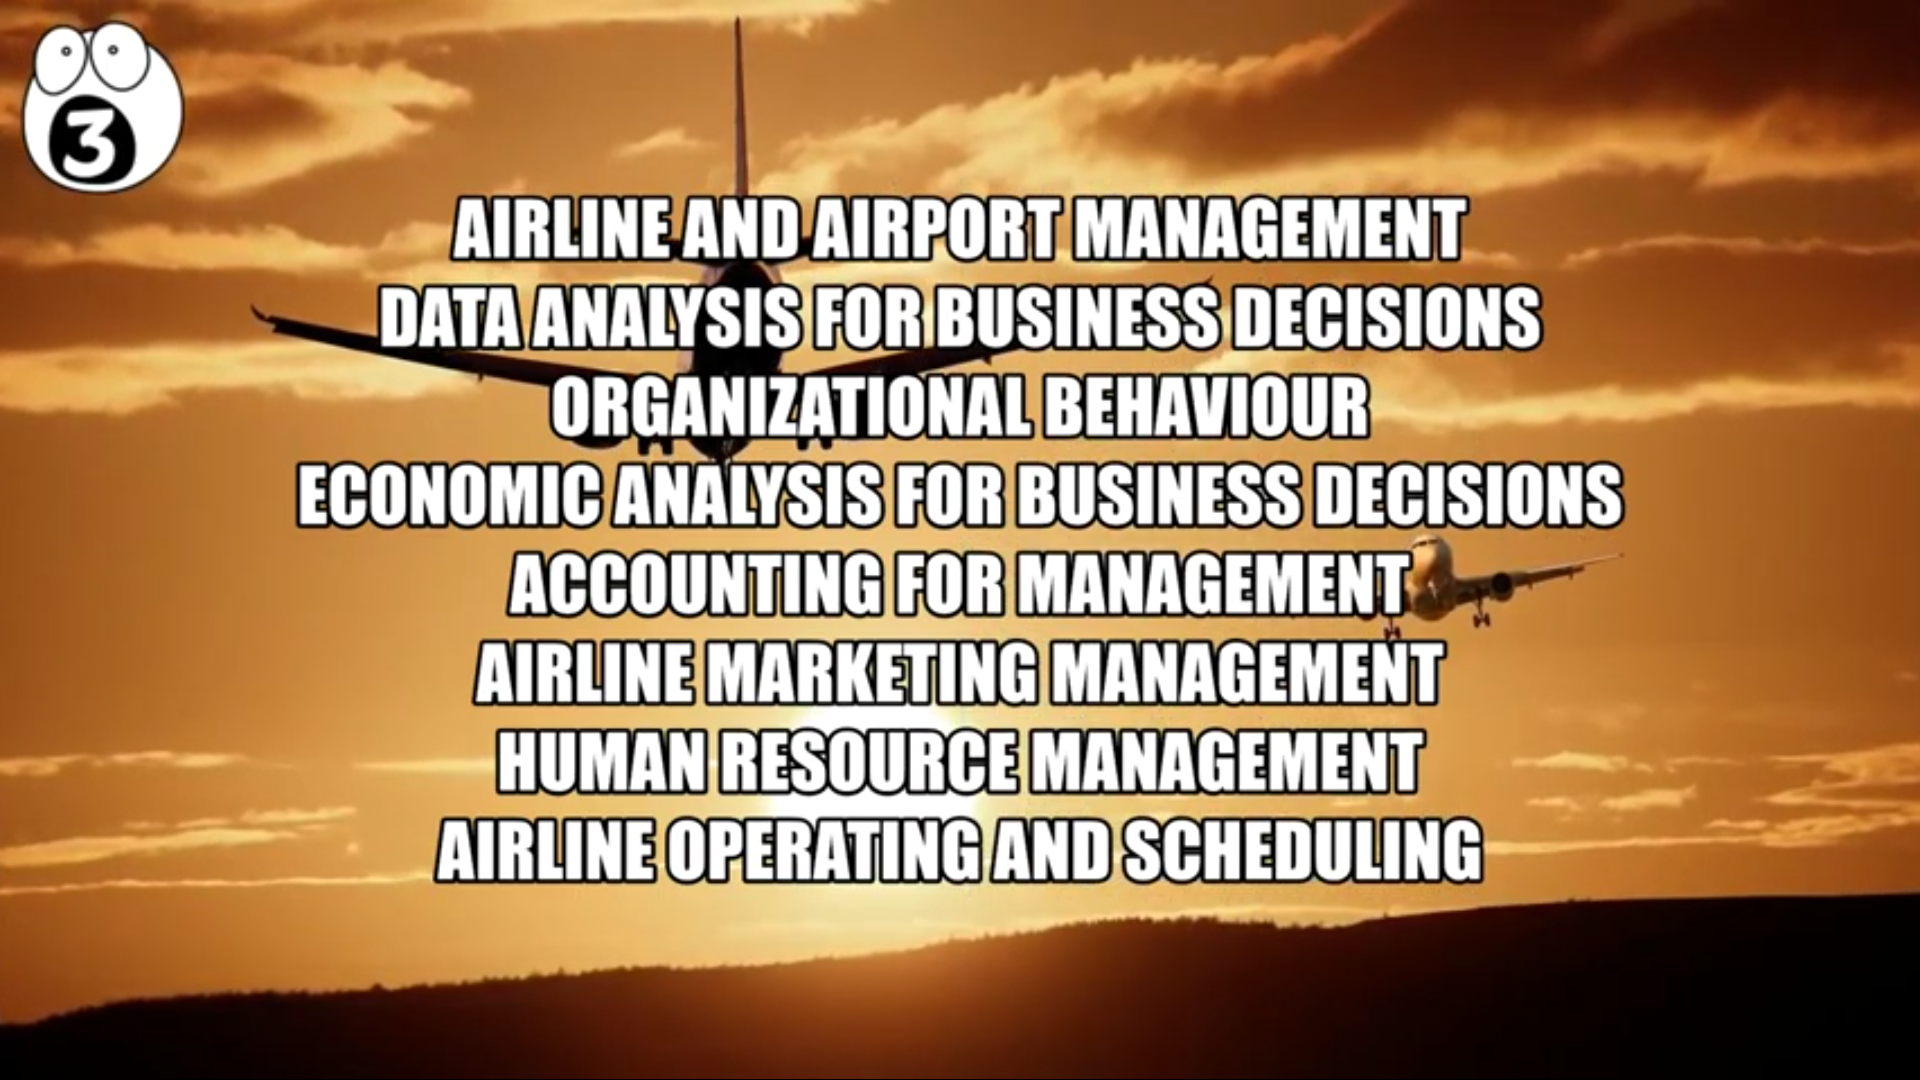 3
AIRLINE AND AIRPORT MANAGEMENT
DATA ANALYSIS FOR BUSINESS DECISIONS
ORGANIZATIONAL BEHAVIOUR
ECONOMIC ANALYSIS FOR BUSINESS DECISIONS
ACCOUNTING FOR MANAGEMENT
AIRLINE MARKETING MANAGEMENT
HUMAN RESOURCE MANAGEMENT
AIRLINE OPERATING AND SCHEDULING